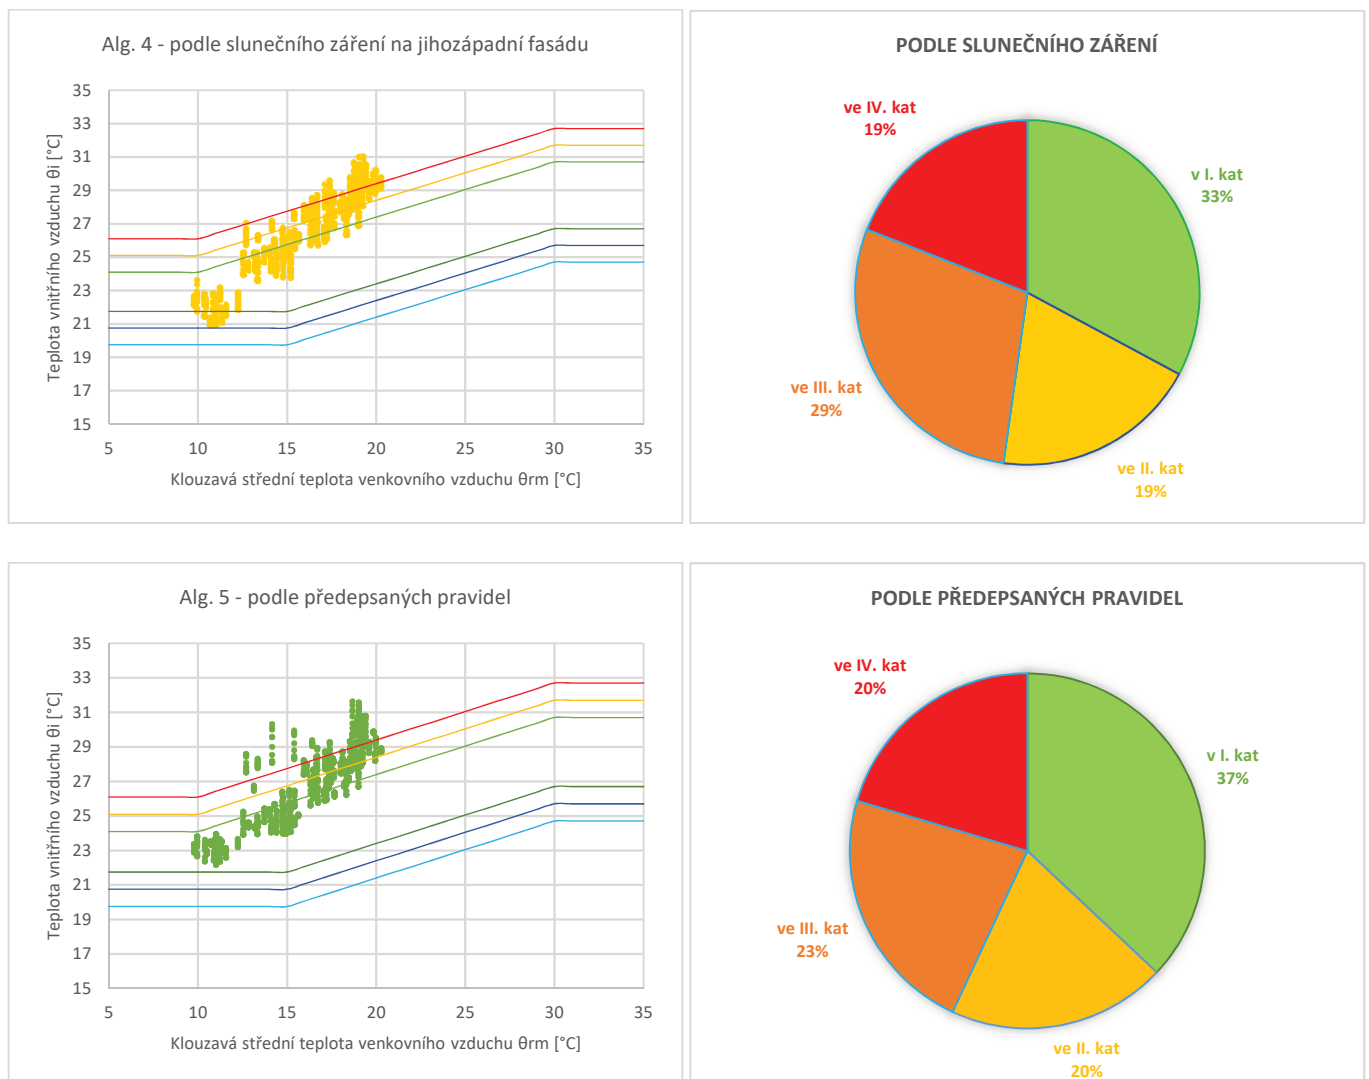 Alg. 4 - podle slunečního záření na jihozápadní fasádu
35
33
31
29
27
25
23
21
19
17
15
Teplota vnitřního vzduchu θi [°C]
5 10 15 20 25 30 35
Klouzavá střední teplota venkovního vzduchu θrm [°C]
PODLE SLUNEČNÍHO ZÁŘENÍ
ve IV. kat
19%
v I. kat
33%
ve III. kat
29%
ve II. kat
19%
Alg. 5 - podle předepsaných pravidel
35
33
31
29
27
25
23
21
19
17
15
Teplota vnitřního vzduchu θi [°C]
5 10 15 20 25 30 35
Klouzavá střední teplota venkovního vzduchu θrm [°C]
PODLE PŘEDEPSANÝCH PRAVIDEL
ve IV. kat
20%
v I. kat
37%
ve III. kat
23%
ve II. kat
20%